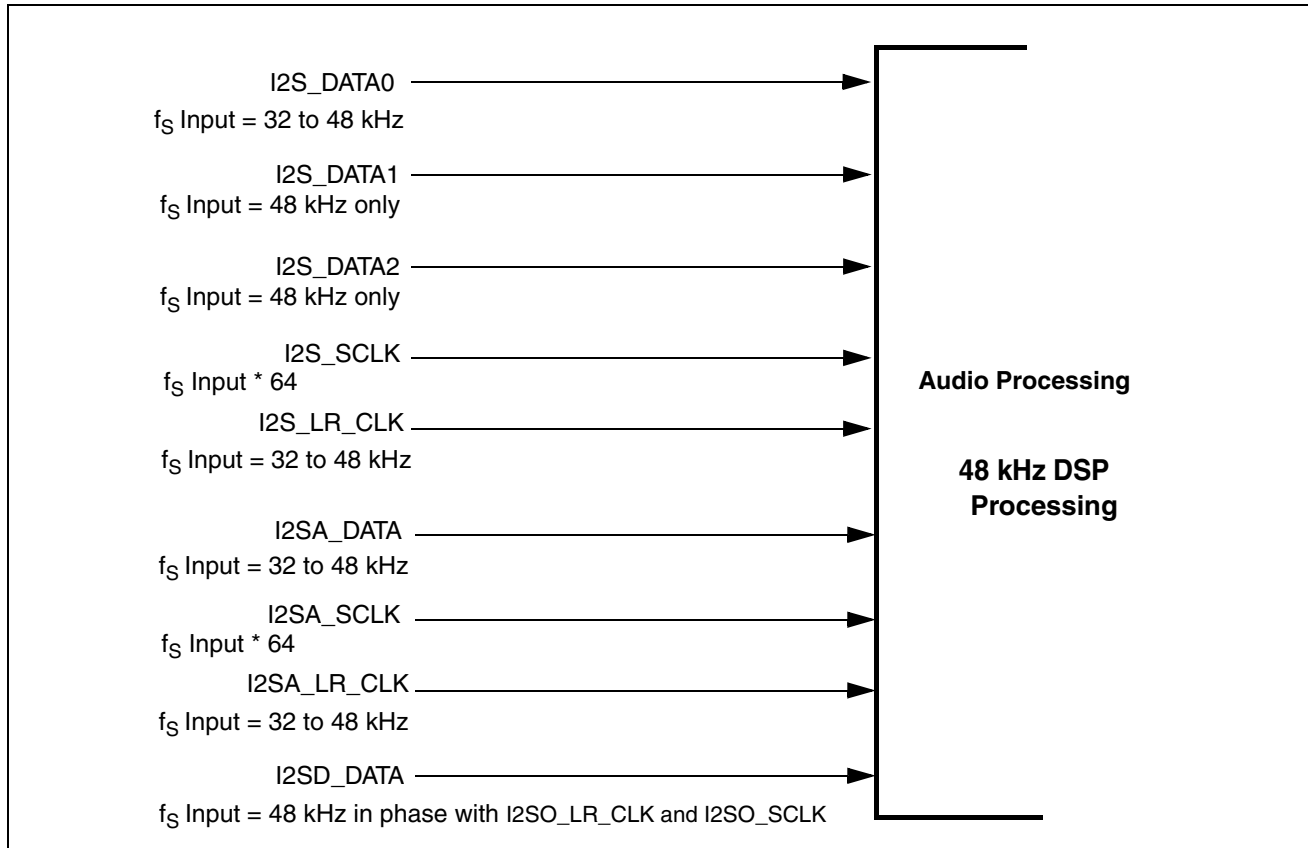 I2S_DATA0
fS Input = 32 to 48 kHz
I2S_DATA1
fS Input = 48 kHz only
I2S_DATA2
fS Input = 48 kHz only
I2S_SCLK
fS Input * 64
I2S_LR_CLK
fS Input = 32 to 48 kHz
I2SA_DATA
fS Input = 32 to 48 kHz
I2SA_SCLK
fS Input * 64
I2SA_LR_CLK
fS Input = 32 to 48 kHz
I2SD_DATA
fS Input = 48 kHz in phase with I2SO_LR_CLK and I2SO_SCLK
Audio Processing
48 kHz DSP
Processing